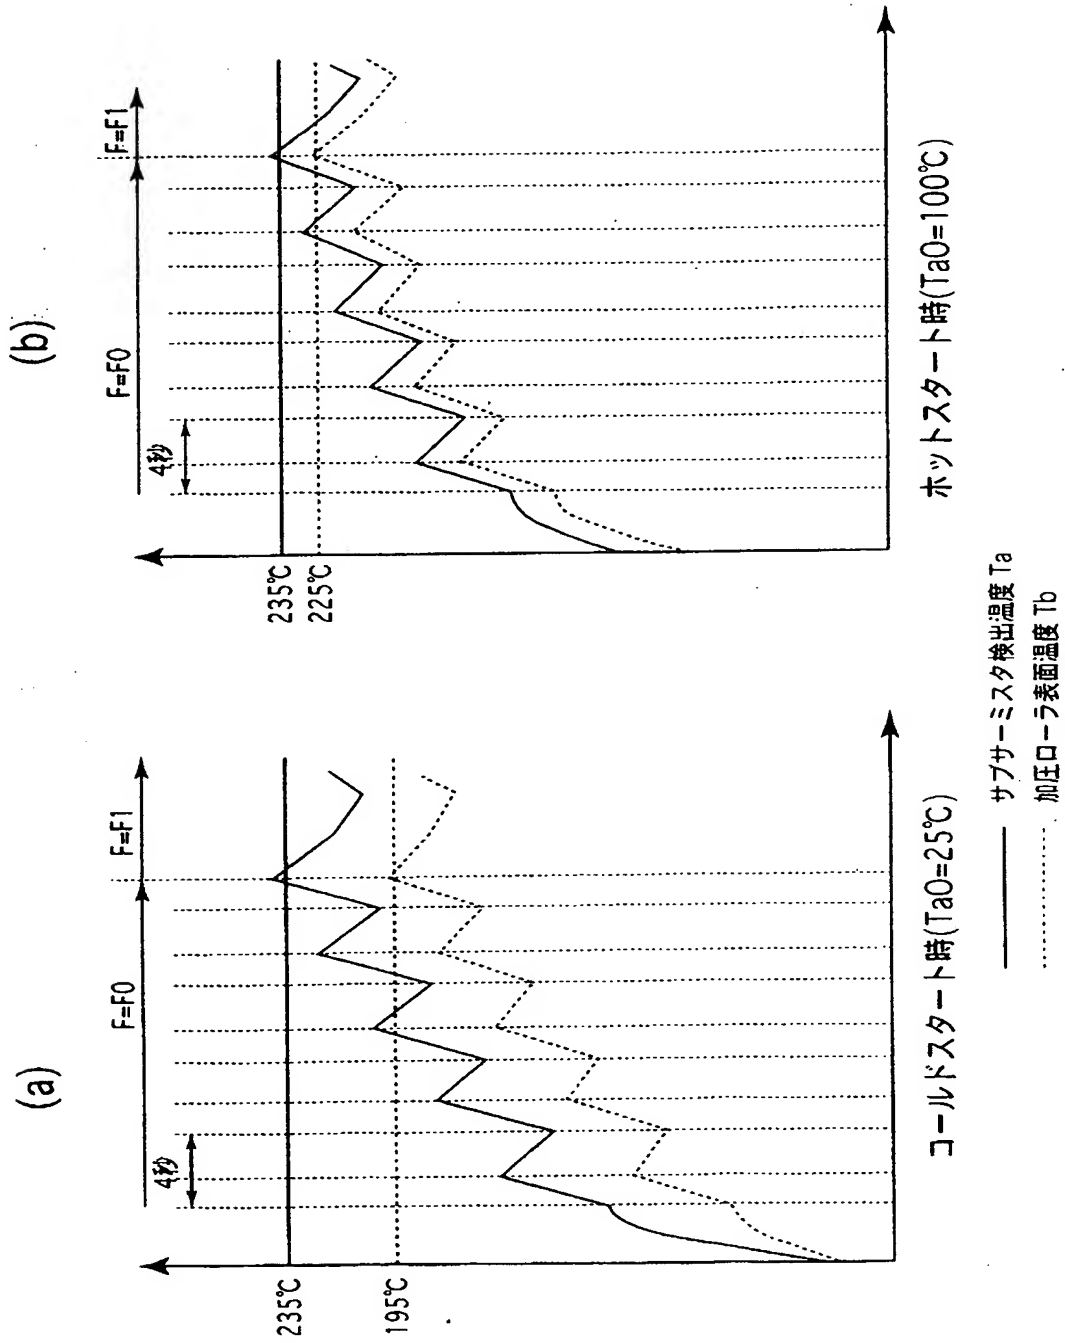 (a)
F=F0
F=F1
4秒
235℃
195℃
コールドスタート時(Ta0=25℃)
(b)
F=F0
F=F1
4秒
235℃
225℃
ホットスタート時(Ta0=100℃)
サブサーミスタ検出温度 Ta
加圧ローラ表面温度 Tb